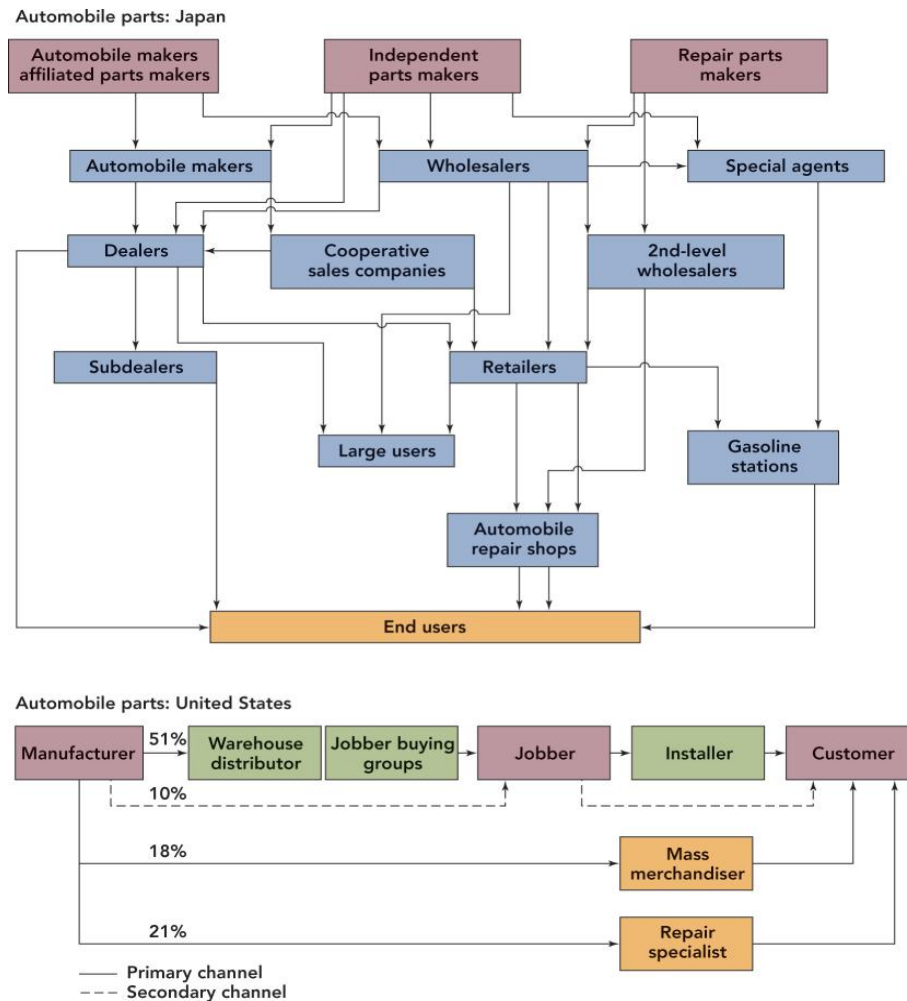 Automobile parts: Japan
Automobile makers
affiliated parts makers
Independent
parts makers
Repair parts
makers
Automobile makers
Wholesalers
Special agents
Dealers
Cooperative
sales companies
2nd-level
wholesalers
Subdealers
Retailers
Large users
Gasoline
stations
Automobile
repair shops
End users
Automobile parts: United States
Manufacturer
51%
Warehouse
distributor
Jobber buying
groups
Jobber
Installer
Customer
10%
18%
Mass
merchandiser
21%
Repair
specialist
Primary channel
Secondary channel